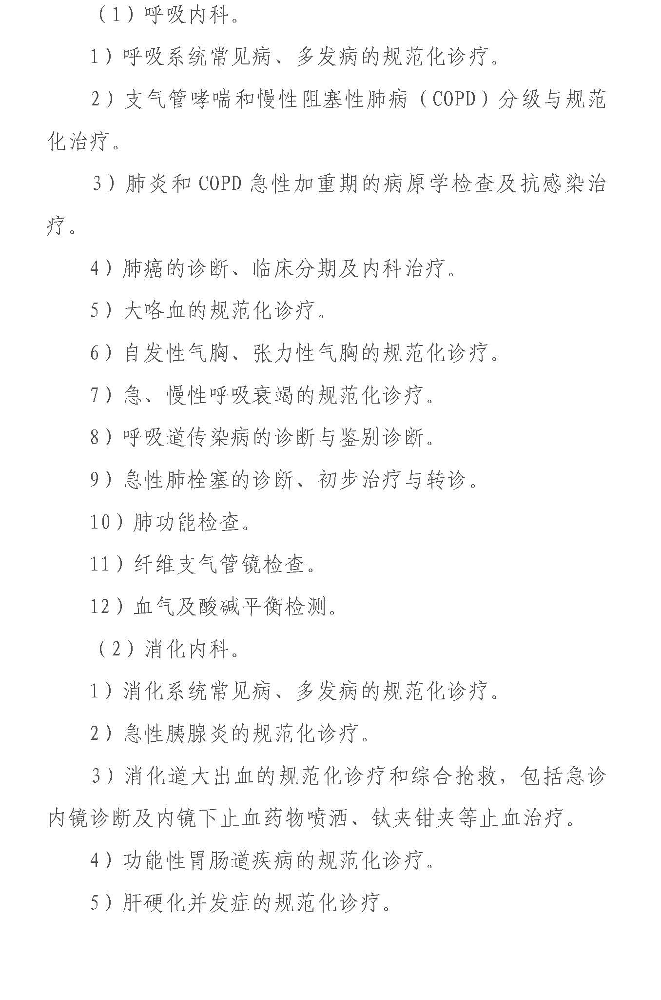 （1）呼吸内科。
1）呼吸系统常见病、多发病的规范化诊疗。
2）支气管哮喘和慢性阻塞性肺病（COPD）分级与规范
化治疗。
3）肺炎和 COPD 急性加重期的病原学检查及抗感染治
疗。
4）肺癌的诊断、临床分期及内科治疗。
5）大咯血的规范化诊疗。
6）自发性气胸、张力性气胸的规范化诊疗。
7）急、慢性呼吸衰竭的规范化诊疗。
8）呼吸道传染病的诊断与鉴别诊断。
9）急性肺栓塞的诊断、初步治疗与转诊。
10）肺功能检查。
11）纤维支气管镜检查。
12）血气及酸碱平衡检测。
（2）消化内科。
1）消化系统常见病、多发病的规范化诊疗。
2）急性胰腺炎的规范化诊疗。
3）消化道大出血的规范化诊疗和综合抢救，包括急诊
内镜诊断及内镜下止血药物喷洒、钛夹钳夹等止血治疗。
4）功能性胃肠道疾病的规范化诊疗。
5）肝硬化并发症的规范化诊疗。